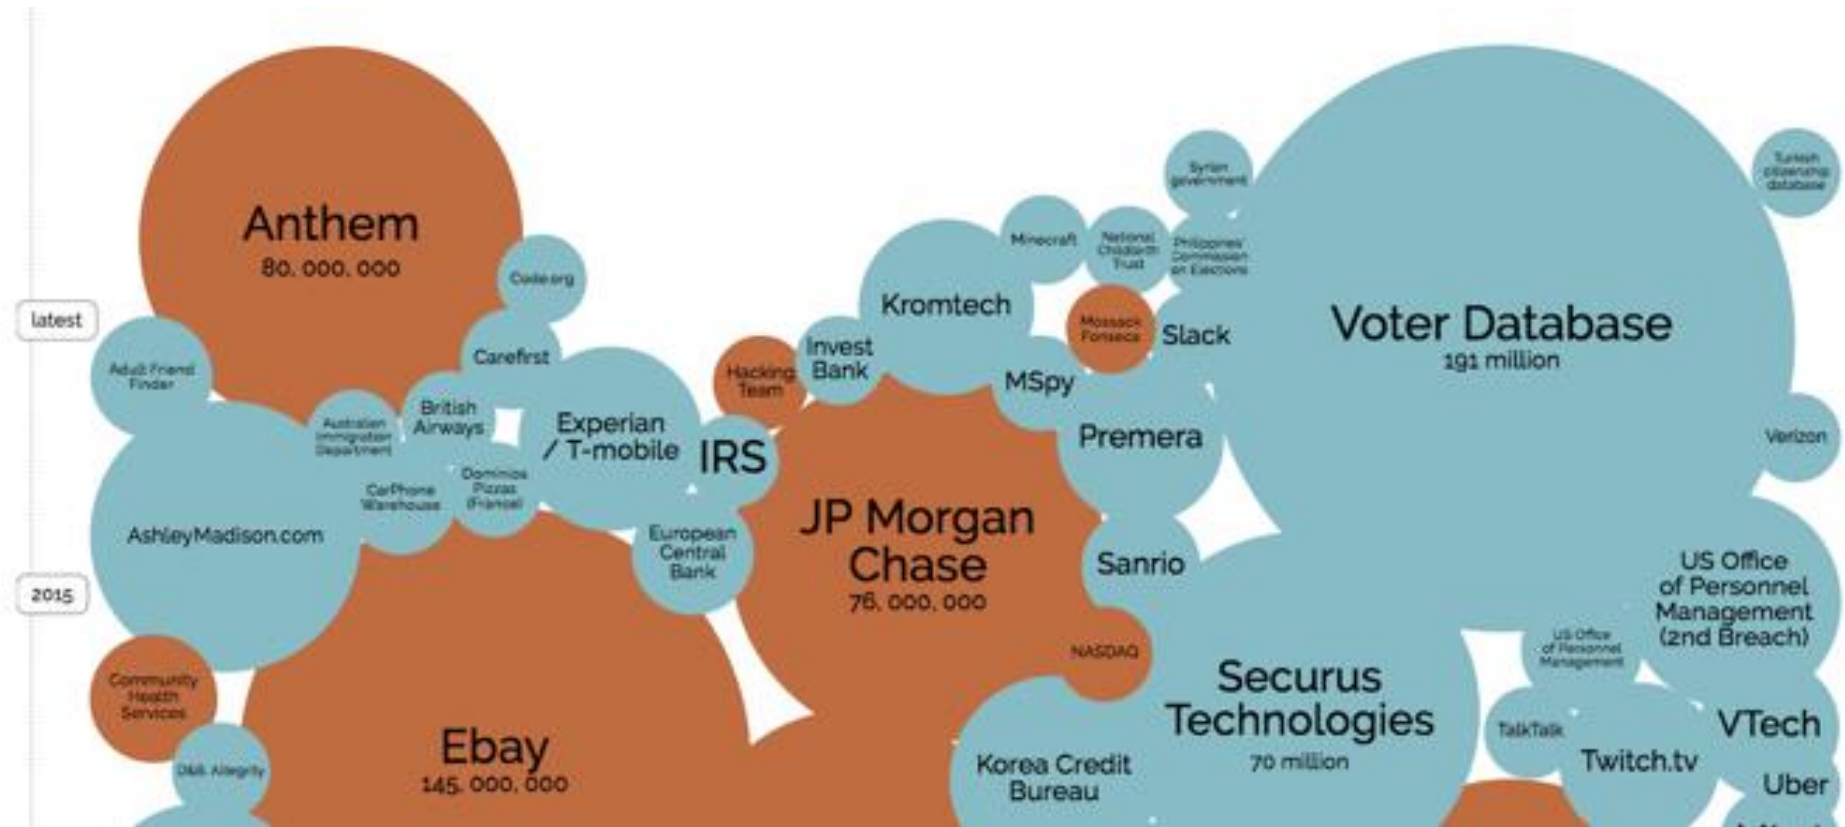 Anthem
80, 000, 000
Code.org
latest
Adult Friend
Finder
Carefirst
Australian
Immigration
Department
British
Airways
Experian
/ T-mobile
CarPhone
Warehouse
Dominios
Pizzas
(France)
AshleyMadison.com
2015
European
Central
Bank
Community
Health
Services
D&B, Altegrity
Ebay
145, 000, 000
Hacking
Team
Invest
Bank
IRS
Kromtech
Minecraft
National
Childbirth
Trust
Syrian
government
Philippines'
Commission
on Elections
Mossack
Fonseca
Slack
MSpy
Premera
JP Morgan
Chase
76, 000, 000
Sanrio
NASDAQ
Korea Credit
Bureau
Securus
Technologies
70 million
Voter Database
191 million
Turkish
citizenship
database
Verizon
US Office
of Personnel
Management
(2nd Breach)
US Office
of Personnel
Management
TalkTalk
Twitch.tv
VTech
Uber